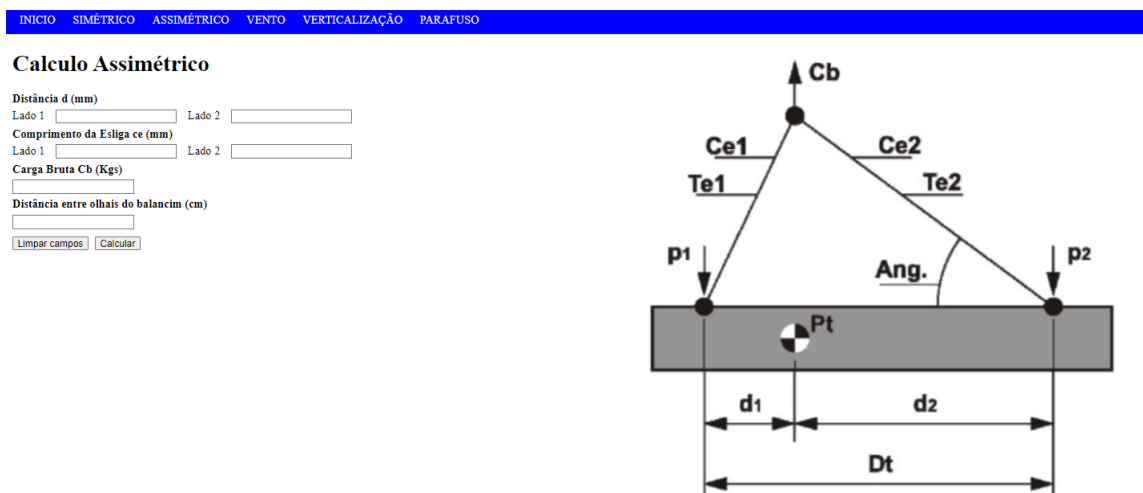 INICIO SIMÉTRICO ASSIMÉTRICO VENTO VERTICALIZAÇÃO PARAFUSO
Calculo Assimétrico
Distância d (mm)
Lado 1 Lado 2
Comprimento da Esliga ce (mm)
Lado 1 Lado 2
Carga Bruta Cb (Kgs)
Distância entre olhais do balancim (cm)
Limpar campos Calcular
Cb
Ce1 Ce2
Te1 Te2
p1 p2
Ang.
Pt
d1 d2
Dt